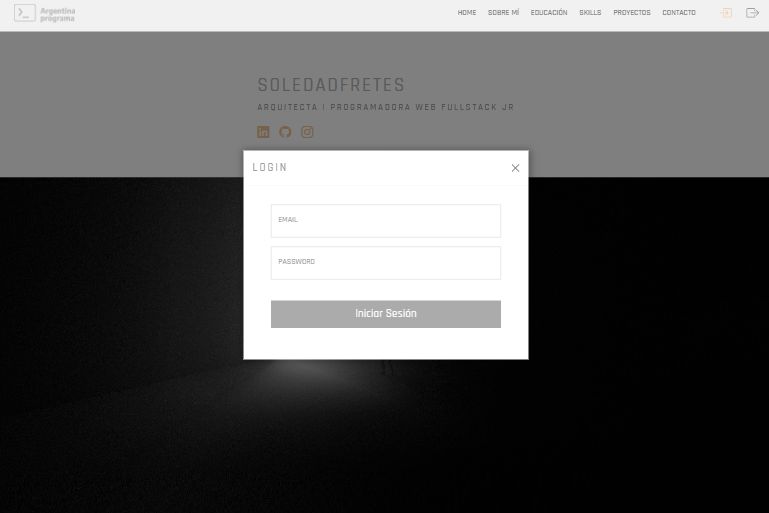 Argentina
programa
HOME SOBRE MÍ EDUCACIÓN SKILLS PROYECTOS CONTACTO
SOLEDADFRETES
ARQUITECTA | PROGRAMADORA WEB FULLSTACK JR
LOGIN
EMAIL
PASSWORD
Iniciar Sesión